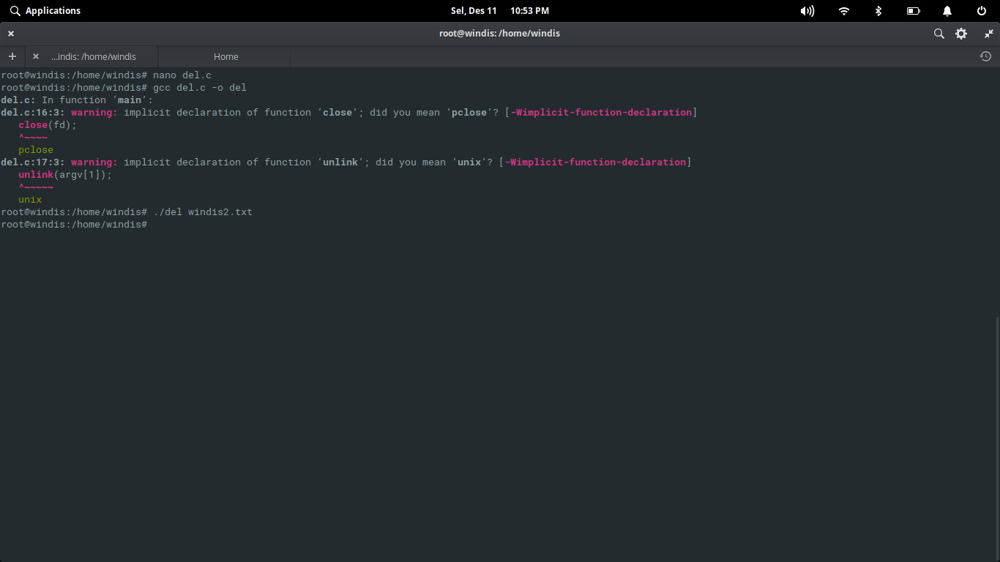 Applications
Sel, Des 11 10:53 PM
root@windis: /home/windis
...indis: /home/windis
Home
root@windis:/home/windis# nano del.c
root@windis:/home/windis# gcc del.c -o del
del.c: In function ‘main’:
del.c:16:3: warning: implicit declaration of function ‘close’; did you mean ‘pclose’? [-Wimplicit-function-declaration]
   close(fd);
   ^~~~~
   pclose
del.c:17:3: warning: implicit declaration of function ‘unlink’; did you mean ‘unix’? [-Wimplicit-function-declaration]
   unlink(argv[1]);
   ^~~~~~
   unix
root@windis:/home/windis# ./del windis2.txt
root@windis:/home/windis#